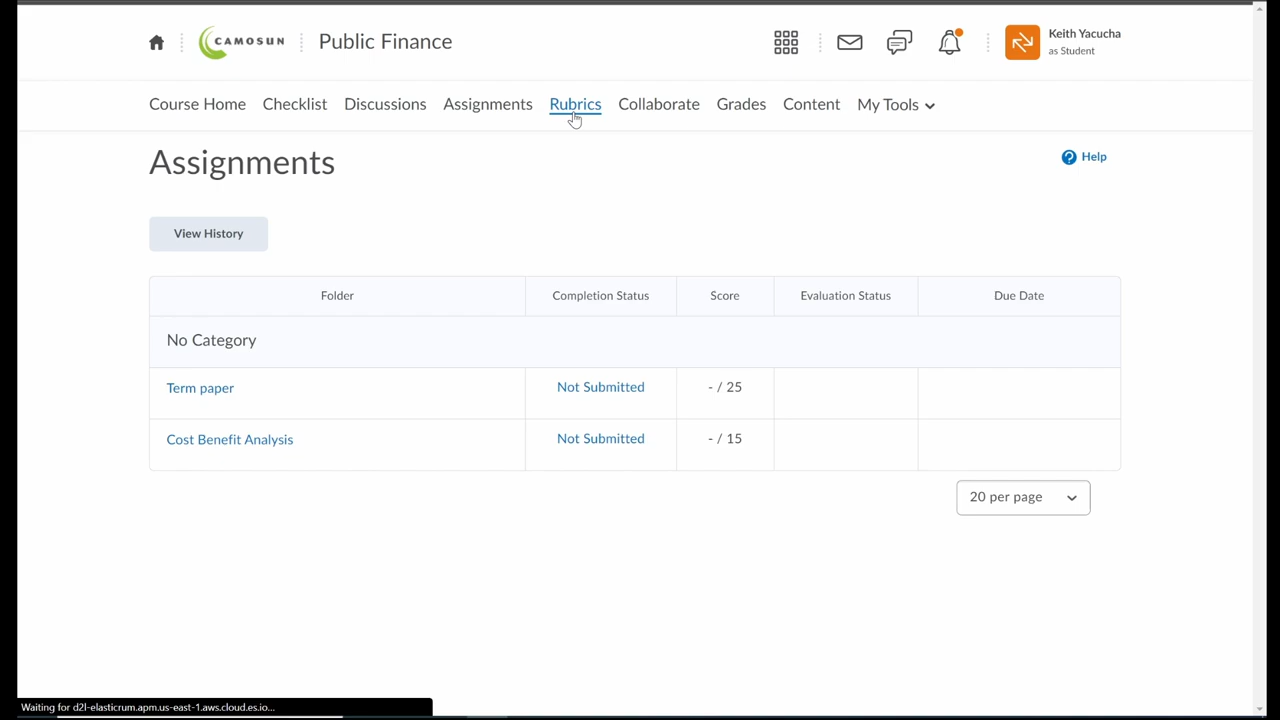 CAMOSUN
Public Finance
Keith Yacucha
as Student
Course Home Checklist Discussions Assignments Rubrics Collaborate Grades Content My Tools
Assignments
Help
View History
Folder Completion Status Score Evaluation Status Due Date
No Category
Term paper Not Submitted - / 25
Cost Benefit Analysis Not Submitted - / 15
20 per page
Waiting for d2l-elasticrum.apm.us-east-1.aws.cloud.es.io...